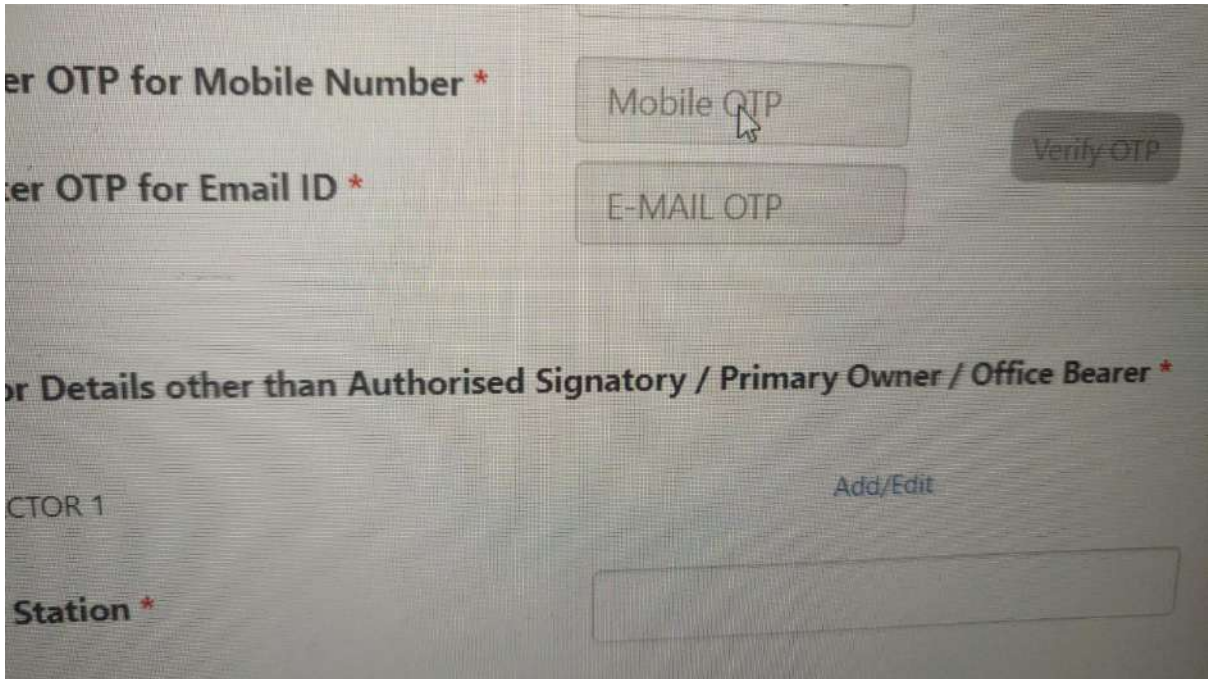 er OTP for Mobile Number *
Mobile OTP
Verify OTP
er OTP for Email ID *
E-MAIL OTP
or Details other than Authorised Signatory / Primary Owner / Office Bearer *
CTOR 1
Add/Edit
Station *